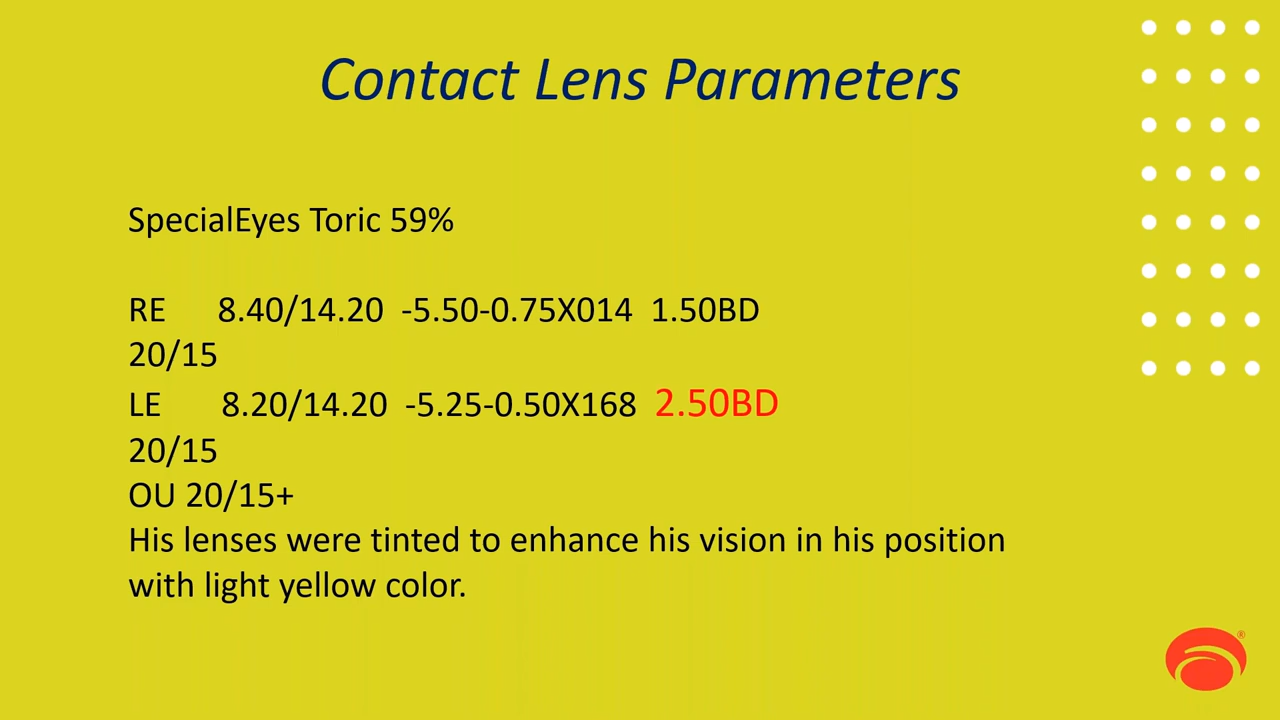 Contact Lens Parameters
SpecialEyes Toric 59%
RE 8.40/14.20 -5.50-0.75X014 1.50BD
20/15
LE 8.20/14.20 -5.25-0.50X168 2.50BD
20/15
OU 20/15+
His lenses were tinted to enhance his vision in his position
with light yellow color.
®